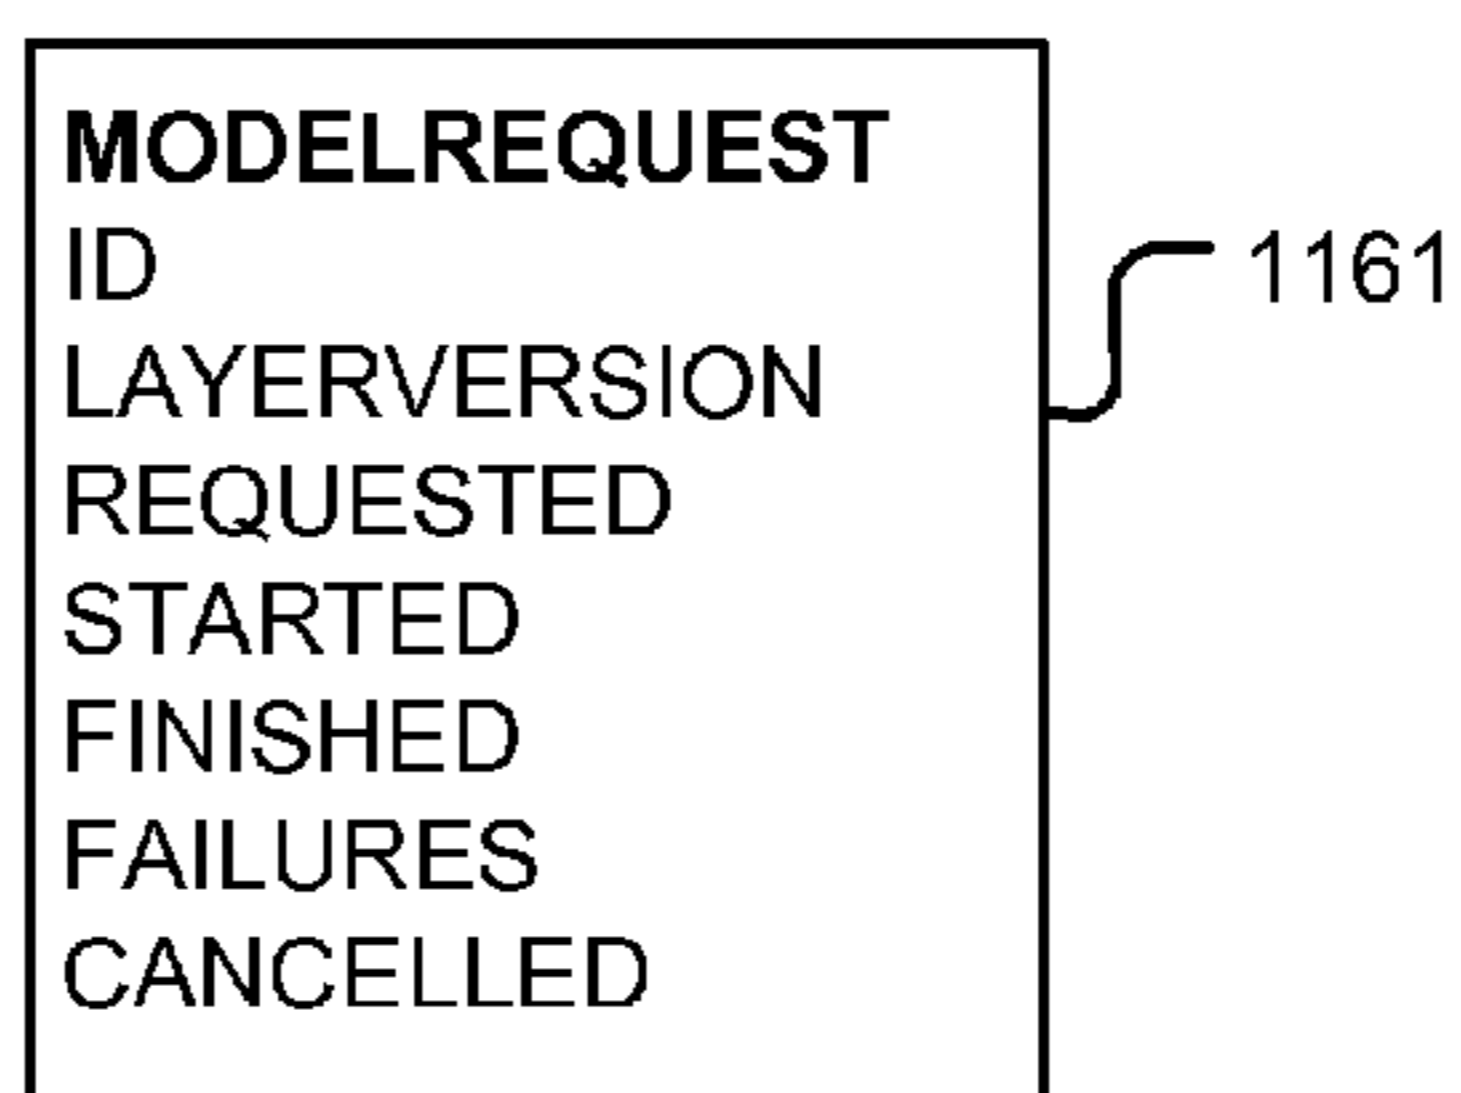 MODELREQUEST
ID
1161
LAYERVERSION
REQUESTED
STARTED
FINISHED
FAILURES
CANCELLED